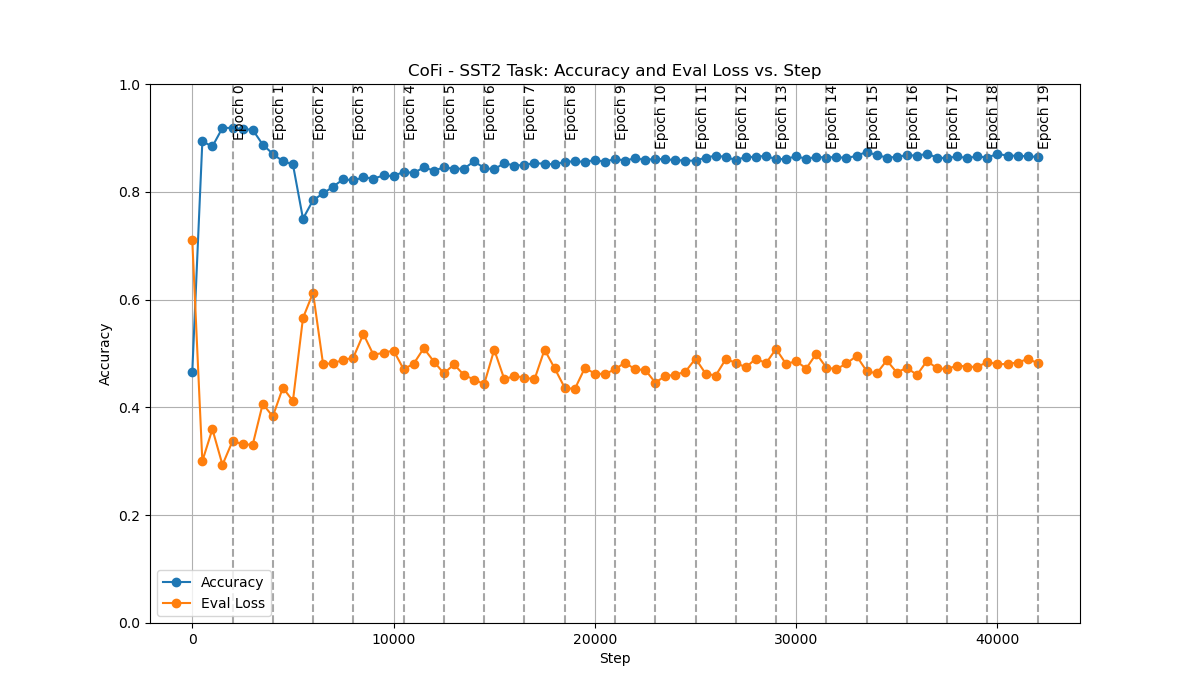 CoFi - SST2 Task: Accuracy and Eval Loss vs. Step
1.0
0.8
0.6
0.4
0.2
0.0
Accuracy
Epoch 0
Epoch 1
Epoch 2
Epoch 3
Epoch 4
Epoch 5
Epoch 6
Epoch 7
Epoch 8
Epoch 9
Epoch 10
Epoch 11
Epoch 12
Epoch 13
Epoch 14
Epoch 15
Epoch 16
Epoch 17
Epoch 18
Epoch 19
Accuracy
Eval Loss
0
10000
20000
30000
40000
Step